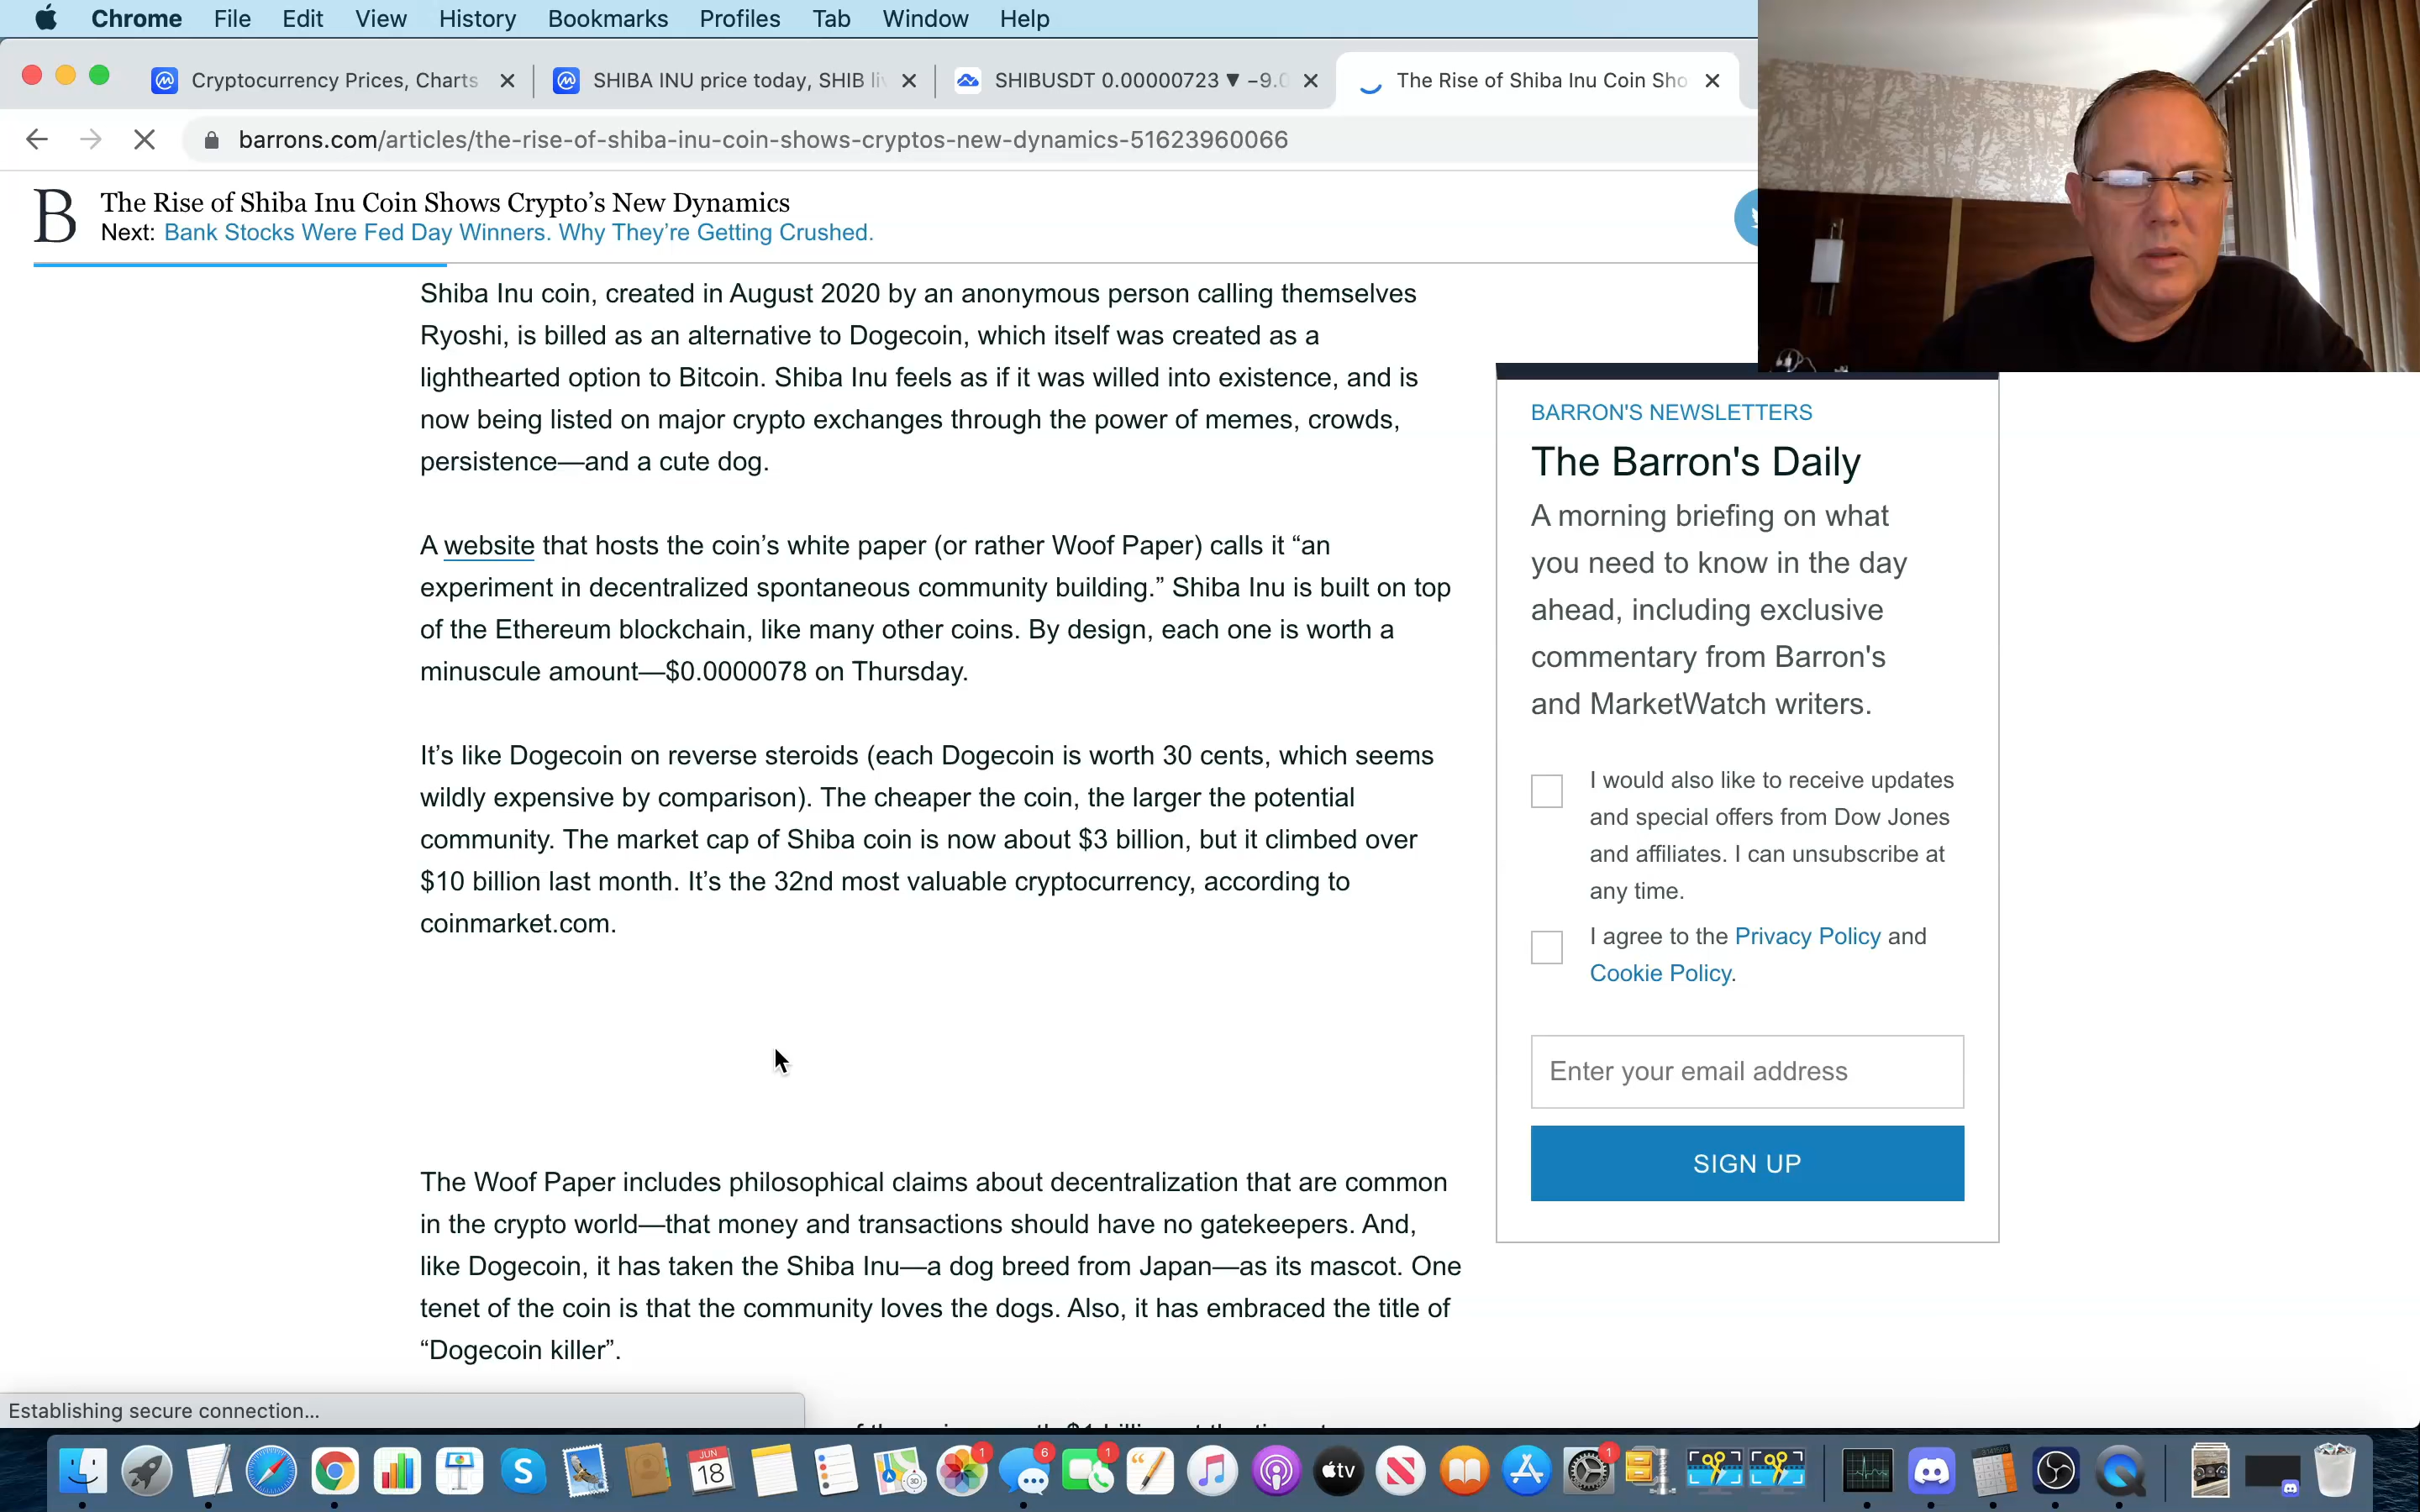 Chrome File Edit View History Bookmarks Profiles Tab Window Help
Cryptocurrency Prices, Charts
SHIBA INU price today, SHIB li
SHIBUSDT 0.00000723 ▼ −9.0
The Rise of Shiba Inu Coin Sho
barrons.com/articles/the-rise-of-shiba-inu-coin-shows-cryptos-new-dynamics-51623960066
B
The Rise of Shiba Inu Coin Shows Crypto’s New Dynamics
Next: Bank Stocks Were Fed Day Winners. Why They’re Getting Crushed.
Shiba Inu coin, created in August 2020 by an anonymous person calling themselves
Ryoshi, is billed as an alternative to Dogecoin, which itself was created as a
lighthearted option to Bitcoin. Shiba Inu feels as if it was willed into existence, and is
now being listed on major crypto exchanges through the power of memes, crowds,
persistence—and a cute dog.
A website that hosts the coin’s white paper (or rather Woof Paper) calls it “an
experiment in decentralized spontaneous community building.” Shiba Inu is built on top
of the Ethereum blockchain, like many other coins. By design, each one is worth a
minuscule amount—$0.0000078 on Thursday.
It’s like Dogecoin on reverse steroids (each Dogecoin is worth 30 cents, which seems
wildly expensive by comparison). The cheaper the coin, the larger the potential
community. The market cap of Shiba coin is now about $3 billion, but it climbed over
$10 billion last month. It’s the 32nd most valuable cryptocurrency, according to
coinmarket.com.
The Woof Paper includes philosophical claims about decentralization that are common
in the crypto world—that money and transactions should have no gatekeepers. And,
like Dogecoin, it has taken the Shiba Inu—a dog breed from Japan—as its mascot. One
tenet of the coin is that the community loves the dogs. Also, it has embraced the title of
“Dogecoin killer”.
BARRON'S NEWSLETTERS
The Barron's Daily
A morning briefing on what
you need to know in the day
ahead, including exclusive
commentary from Barron's
and MarketWatch writers.
I would also like to receive updates
and special offers from Dow Jones
and affiliates. I can unsubscribe at
any time.
I agree to the Privacy Policy and
Cookie Policy.
Enter your email address
SIGN UP
Establishing secure connection...
JUN
18
1
6
1
tv
1